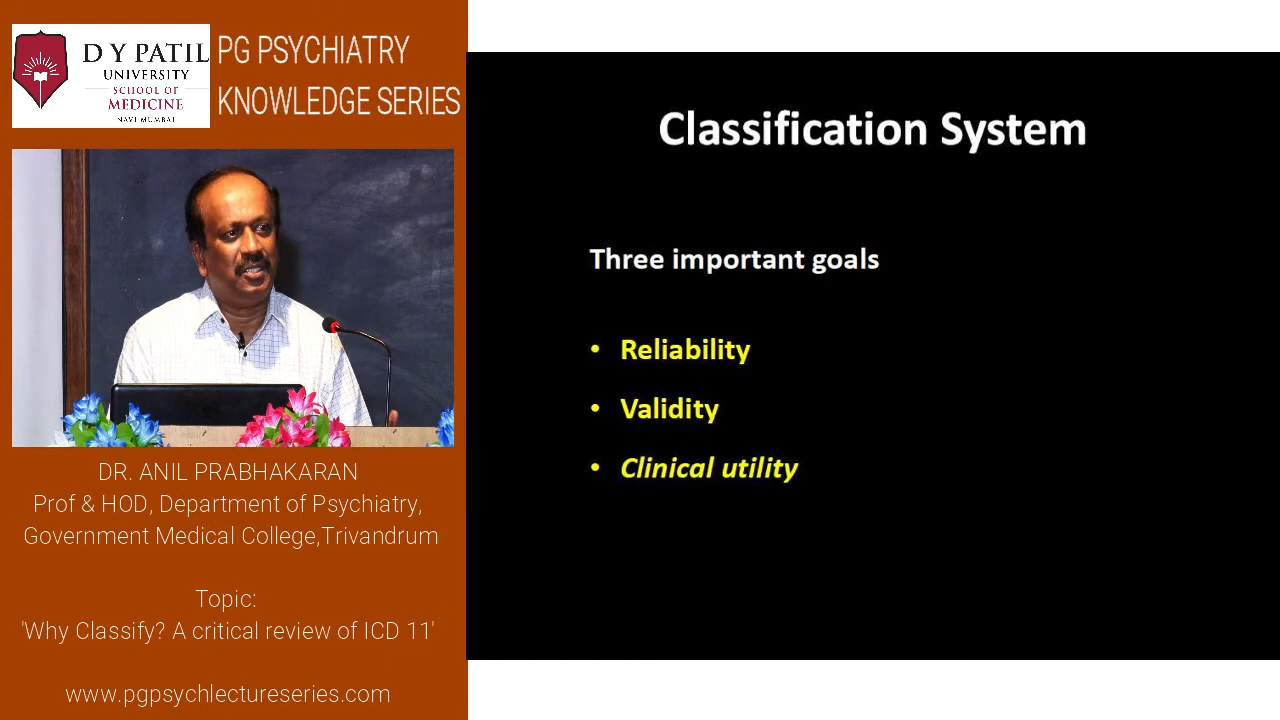 D Y PATIL
UNIVERSITY
SCHOOL OF
MEDICINE
NAVI MUMBAI
PG PSYCHIATRY
KNOWLEDGE SERIES
DR. ANIL PRABHAKARAN
Prof & HOD, Department of Psychiatry,
Government Medical College,Trivandrum
Topic:
'Why Classify? A critical review of ICD 11'
www.pgpsychlectureseries.com
Classification System
Three important goals
• Reliability
• Validity
• Clinical utility